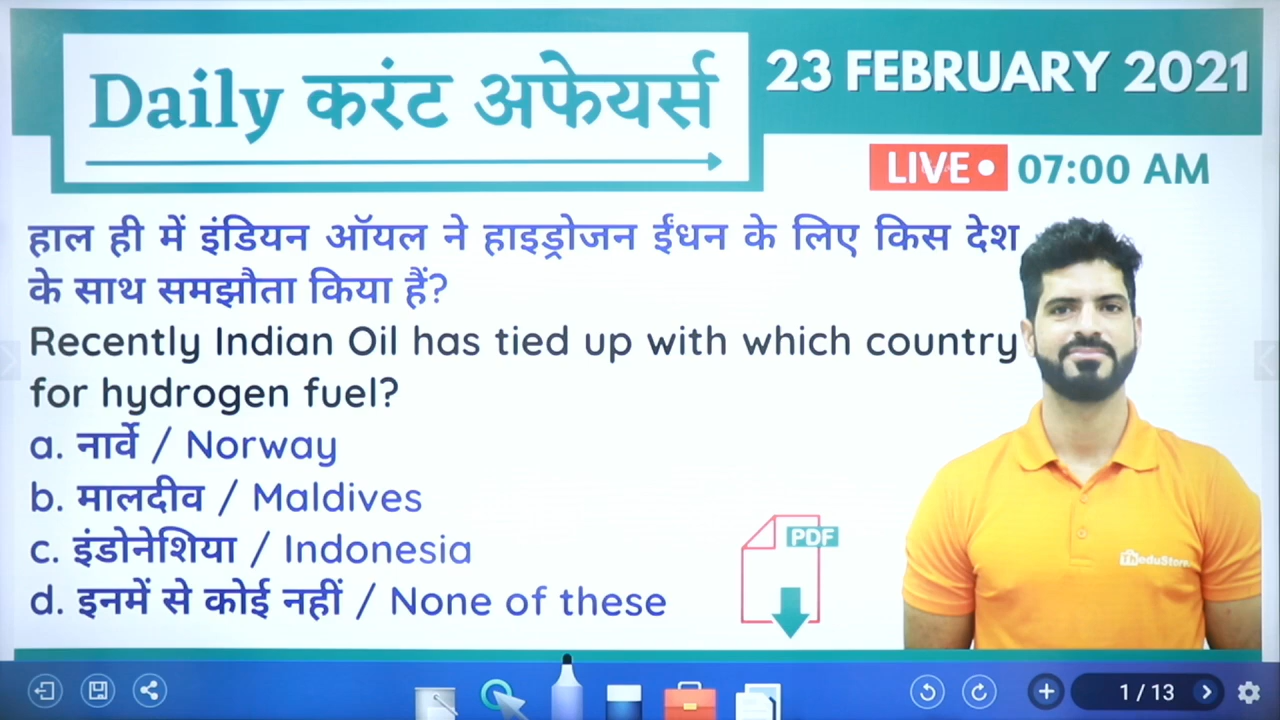 Daily करंट अफेयर्स
23 FEBRUARY 2021
LIVE
07:00 AM
हाल ही में इंडियन ऑयल ने हाइड्रोजन ईंधन के लिए किस देश
के साथ समझौता किया हैं?
Recently Indian Oil has tied up with which country
for hydrogen fuel?
a. नार्वे / Norway
b. मालदीव / Maldives
c. इंडोनेशिया / Indonesia
d. इनमें से कोई नहीं / None of these
PDF
TheduStore
1 / 13